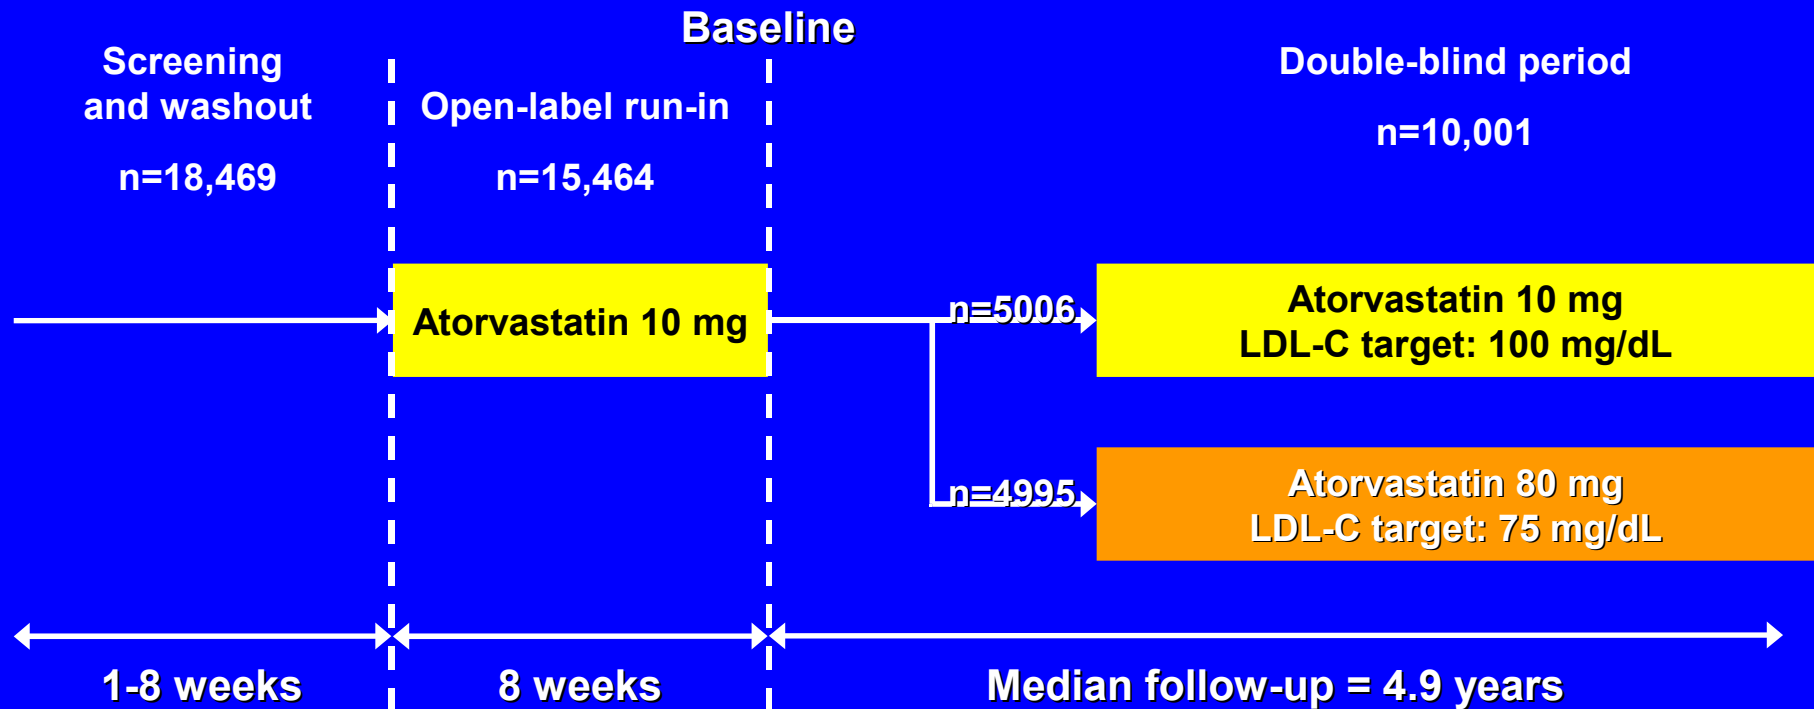 Baseline
Screening
and washout
n=18,469
Open-label run-in
n=15,464
Double-blind period
n=10,001
Atorvastatin 10 mg
n=5006
Atorvastatin 10 mg
LDL-C target: 100 mg/dL
n=4995
Atorvastatin 80 mg
LDL-C target: 75 mg/dL
1-8 weeks
8 weeks
Median follow-up = 4.9 years